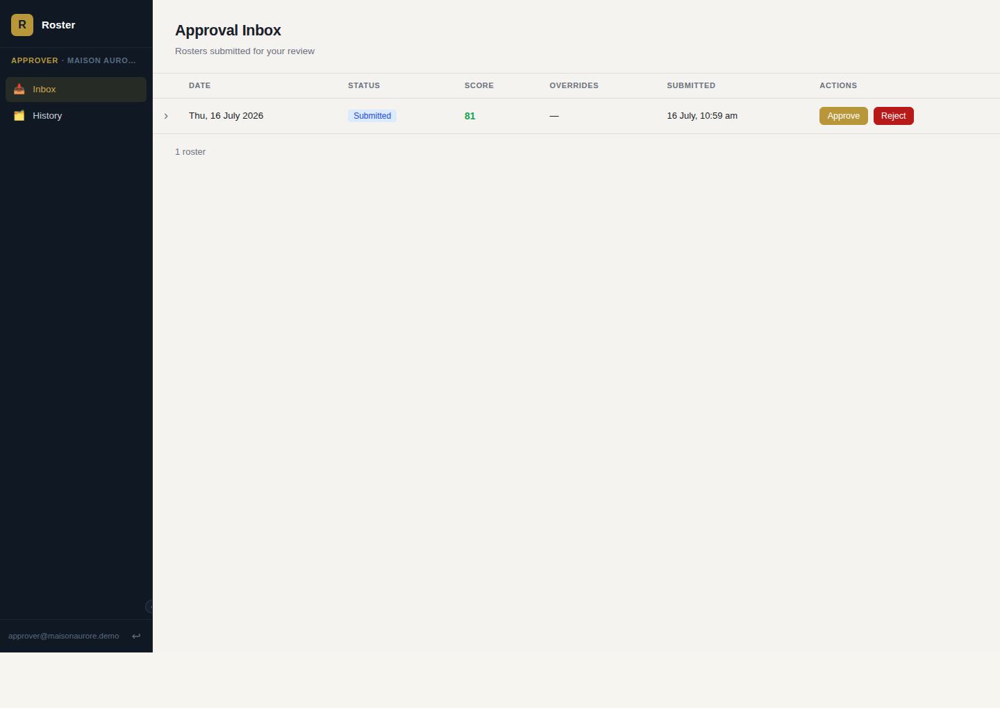 R Roster
APPROVER · MAISON AURO...
Inbox
History
Approval Inbox
Rosters submitted for your review
DATE STATUS SCORE OVERRIDES SUBMITTED ACTIONS
› Thu, 16 July 2026 Submitted 81 — 16 July, 10:59 am Approve Reject
1 roster
approver@maisonaurore.demo